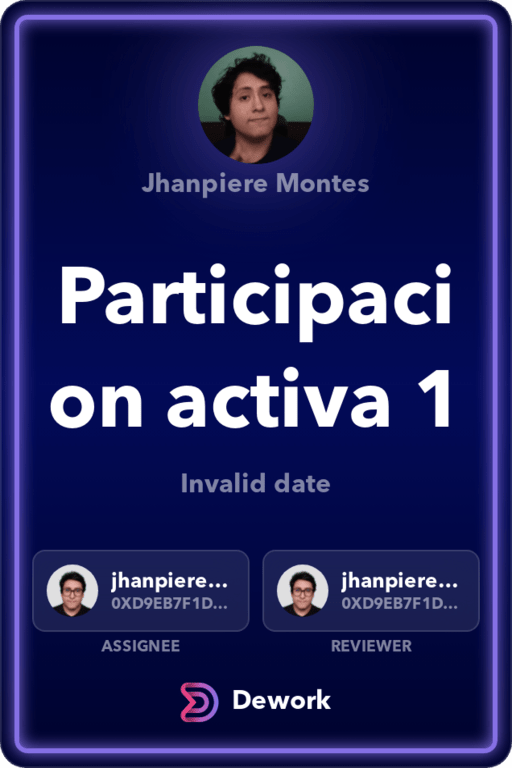 Jhanpiere Montes
Participaci
on activa 1
Invalid date
jhanpiere... jhanpiere...
0XD9EB7F1D... 0XD9EB7F1D...
ASSIGNEE REVIEWER
Dework